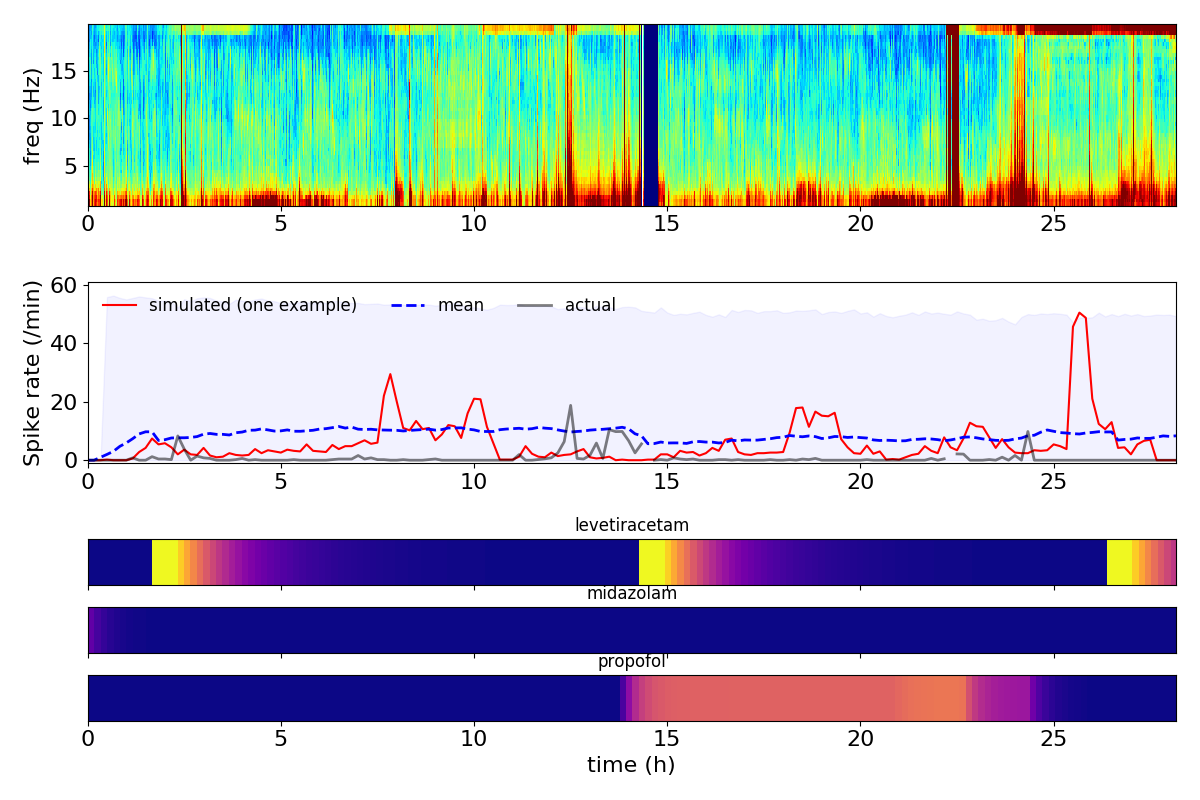 freq (Hz)
15
10
5
0 5 10 15 20 25
Spike rate (/min)
60
40
20
0
simulated (one example) mean actual
0 5 10 15 20 25
levetiracetam
midazolam
propofol
0 5 10 15 20 25
time (h)